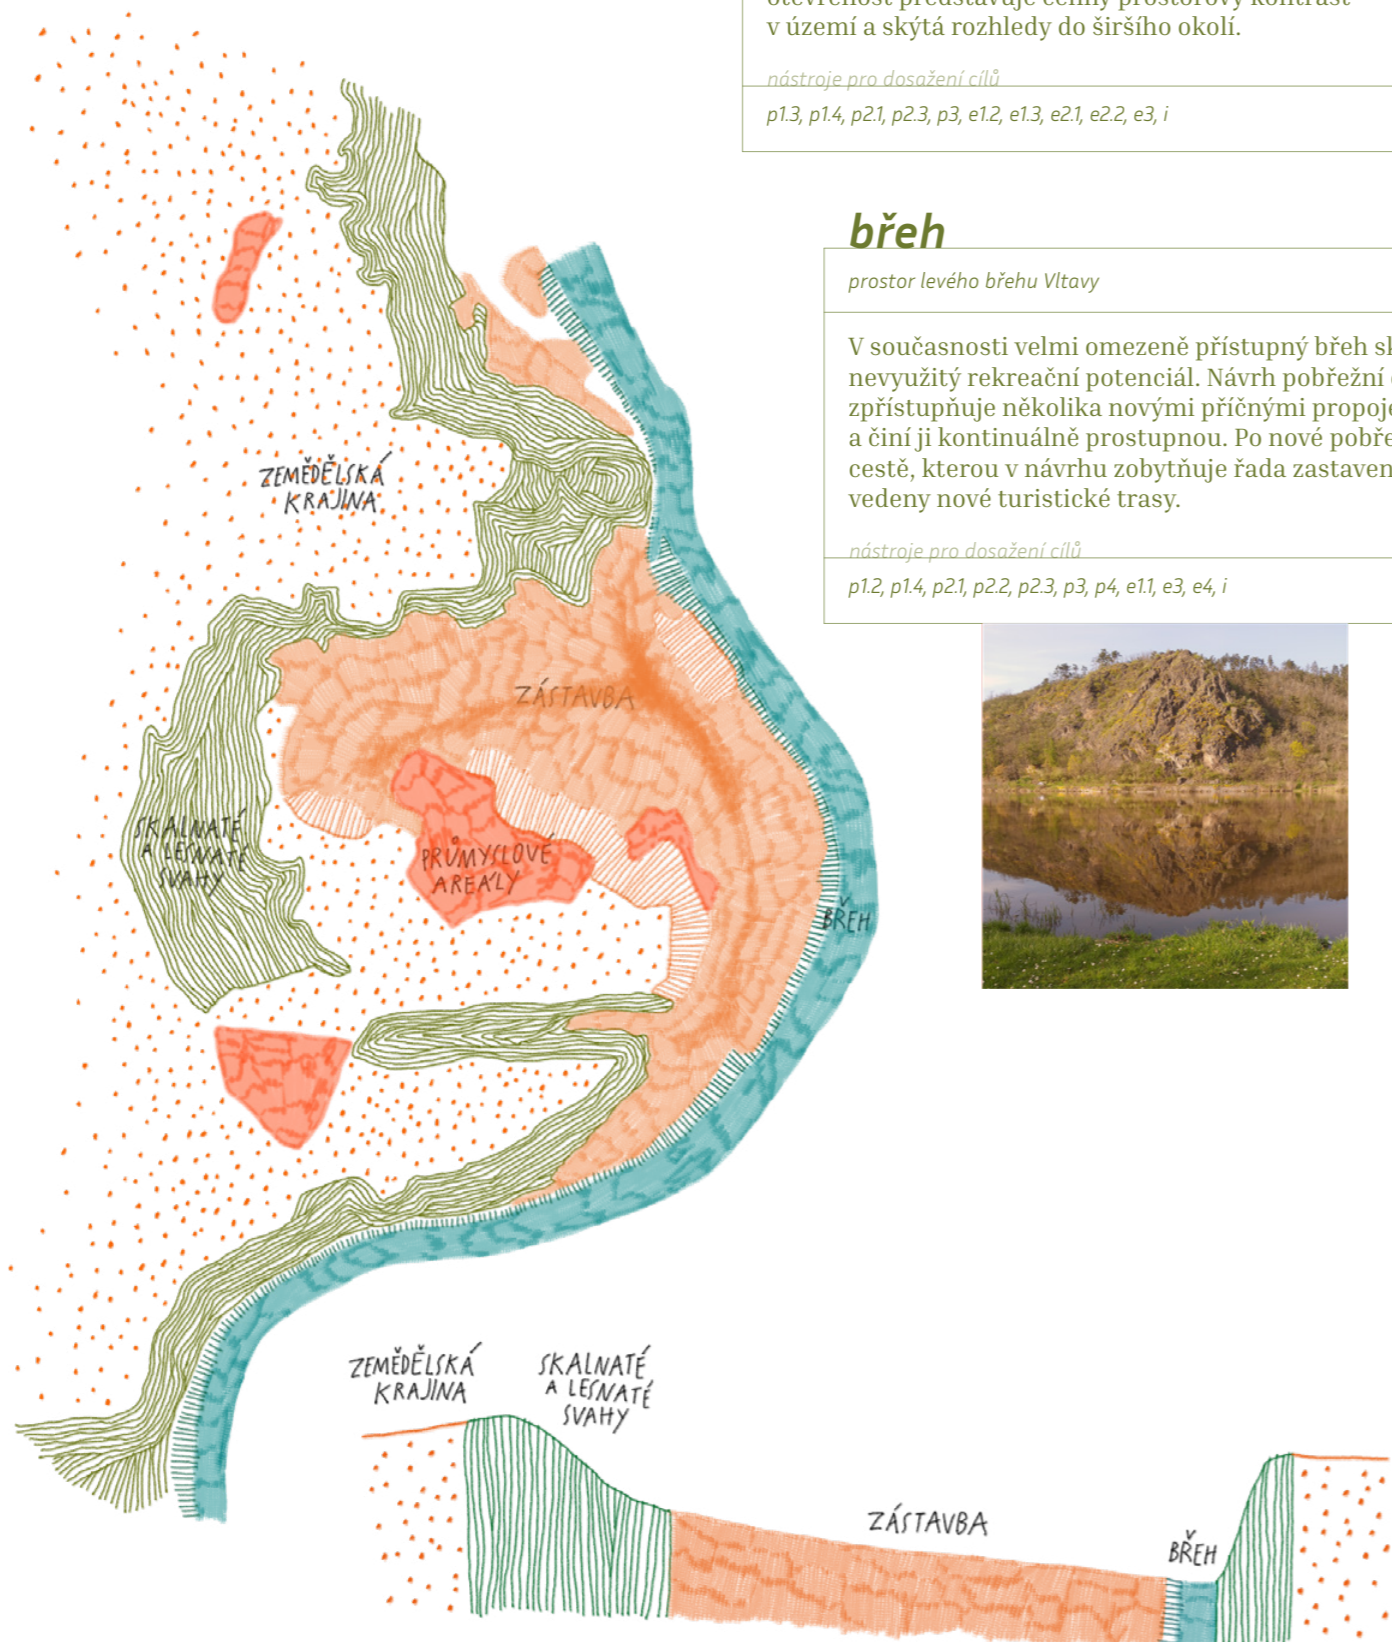 v území a skýtá rozhledy do širšího okolí.
nástroje pro dosažení cílů
p1.3, p1.4, p2.1, p2.3, p3, e1.2, e1.3, e2.1, e2.2, e3, i
břeh
prostor levého břehu Vltavy
V současnosti velmi omezeně přístupný břeh
nevyužitý rekreační potenciál. Návrh pobřežní
zpřístupňuje několika novými příčnými
a činí ji kontinuálně prostupnou. Po nové
cestě, kterou v návrhu zobytňuje řada
vedeny nové turistické trasy.
nástroje pro dosažení cílů
p1.2, p1.4, p2.1, p2.2, p2.3, p3, p4, e1.1, e3, e4, i
ZEMĚDĚLSKÁ
KRAJINA
ZÁSTAVBA
SKALNATÉ
A LESNATÉ
SVAHY
PRŮMYSLOVÉ
AREÁLY
BŘEH
ZEMĚDĚLSKÁ
KRAJINA
SKALNATÉ
A LESNATÉ
SVAHY
ZÁSTAVBA
BŘEH